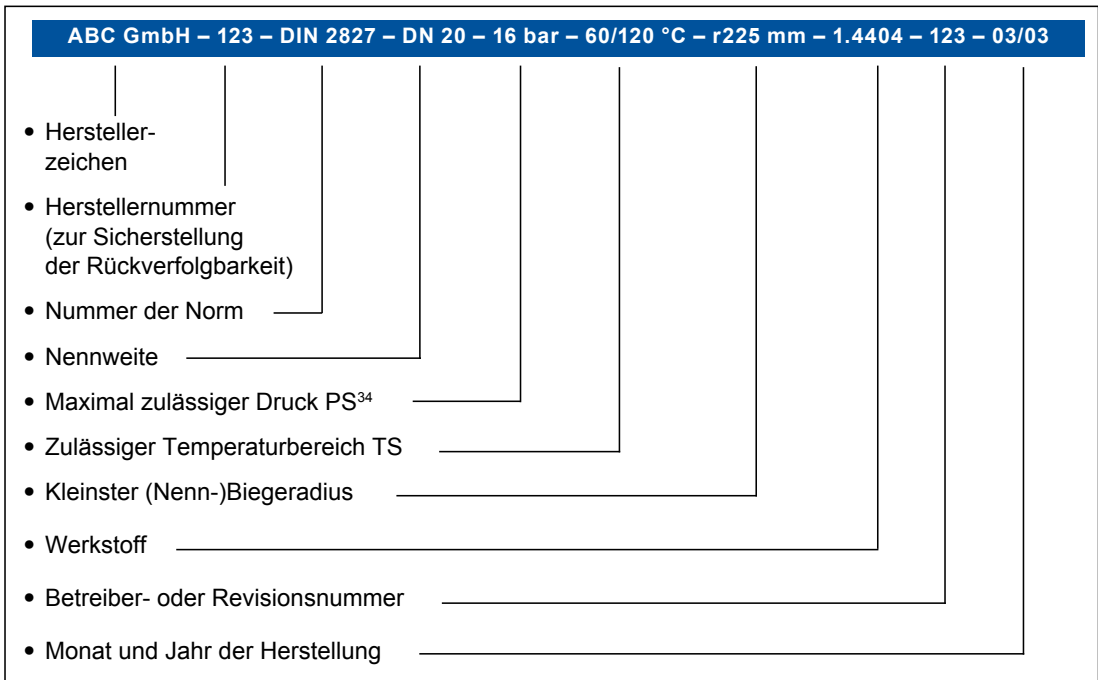 ABC GmbH – 123 – DIN 2827 – DN 20 – 16 bar – 60/120 °C – r225 mm – 1.4404 – 123 – 03/03
• Hersteller-
zeichen
• Herstellernummer
(zur Sicherstellung
der Rückverfolgbarkeit)
• Nummer der Norm
• Nennweite
• Maximal zulässiger Druck PS³⁴
• Zulässiger Temperaturbereich TS
• Kleinster (Nenn-)Biegeradius
• Werkstoff
• Betreiber- oder Revisionsnummer
• Monat und Jahr der Herstellung